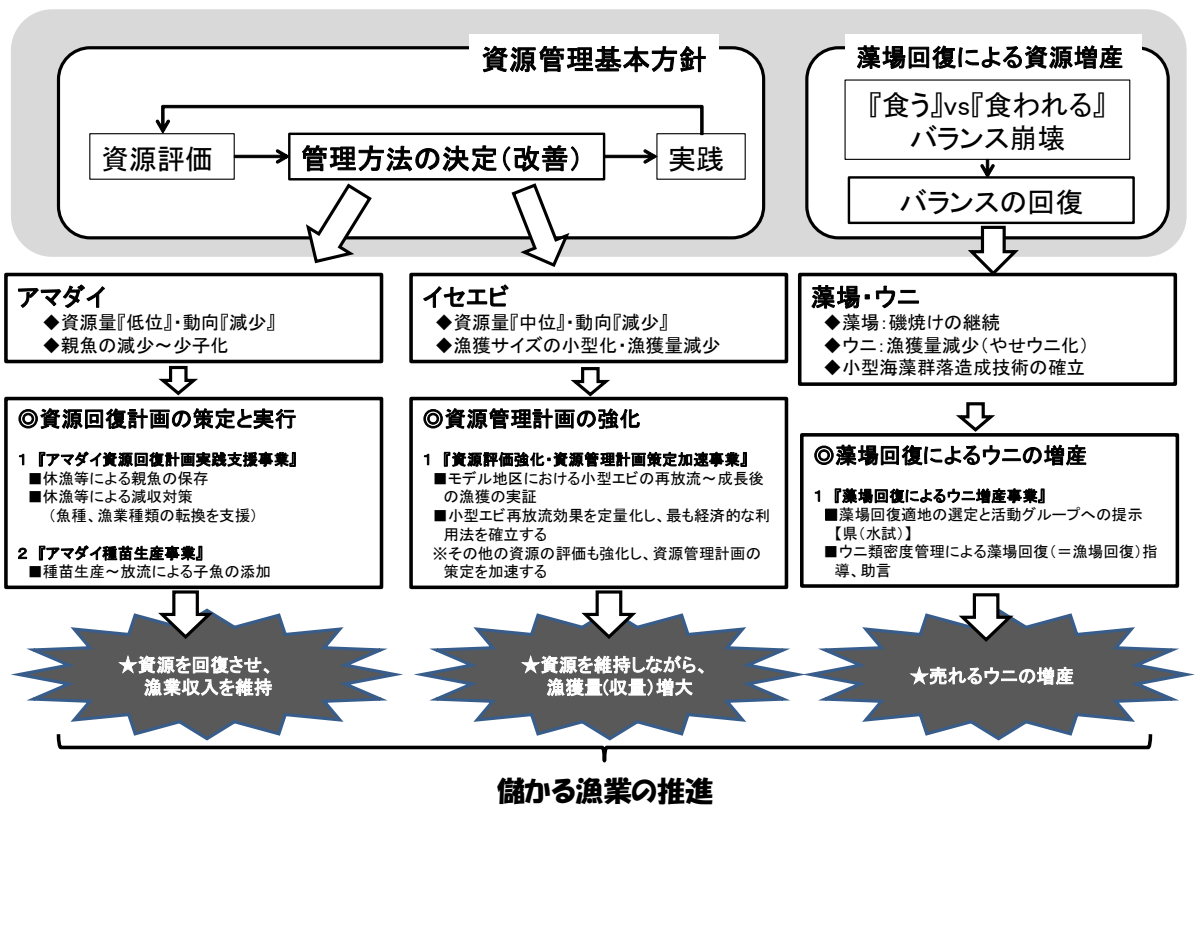 資源管理基本方針
資源評価
管理方法の決定(改善)
実践
藻場回復による資源増産
『食う』vs『食われる』
バランス崩壊
バランスの回復
アマダイ
◆資源量『低位』・動向『減少』
◆親魚の減少～少子化
◎資源回復計画の策定と実行
1 『アマダイ資源回復計画実践支援事業』
■休漁等による親魚の保存
■休漁等による減収対策
(魚種、漁業種類の転換を支援)
2 『アマダイ種苗生産事業』
■種苗生産～放流による子魚の添加
★資源を回復させ、
漁業収入を維持
イセエビ
◆資源量『中位』・動向『減少』
◆漁獲サイズの小型化・漁獲量減少
◎資源管理計画の強化
1 『資源評価強化・資源管理計画策定加速事業』
■モデル地区における小型エビの再放流～成長後
の漁獲の実証
■小型エビ再放流効果を定量化し、最も経済的な利
用法を確立する
※その他の資源の評価も強化し、資源管理計画の
策定を加速する
★資源を維持しながら、
漁獲量(収量)増大
藻場・ウニ
◆藻場：磯焼けの継続
◆ウニ：漁獲量減少(やせウニ化)
◆小型海藻群落造成技術の確立
◎藻場回復によるウニの増産
1 『藻場回復によるウニ増産事業』
■藻場回復適地の選定と活動グループへの提示
【県(水試)】
■ウニ類密度管理による藻場回復(＝漁場回復)指
導、助言
★売れるウニの増産
儲かる漁業の推進